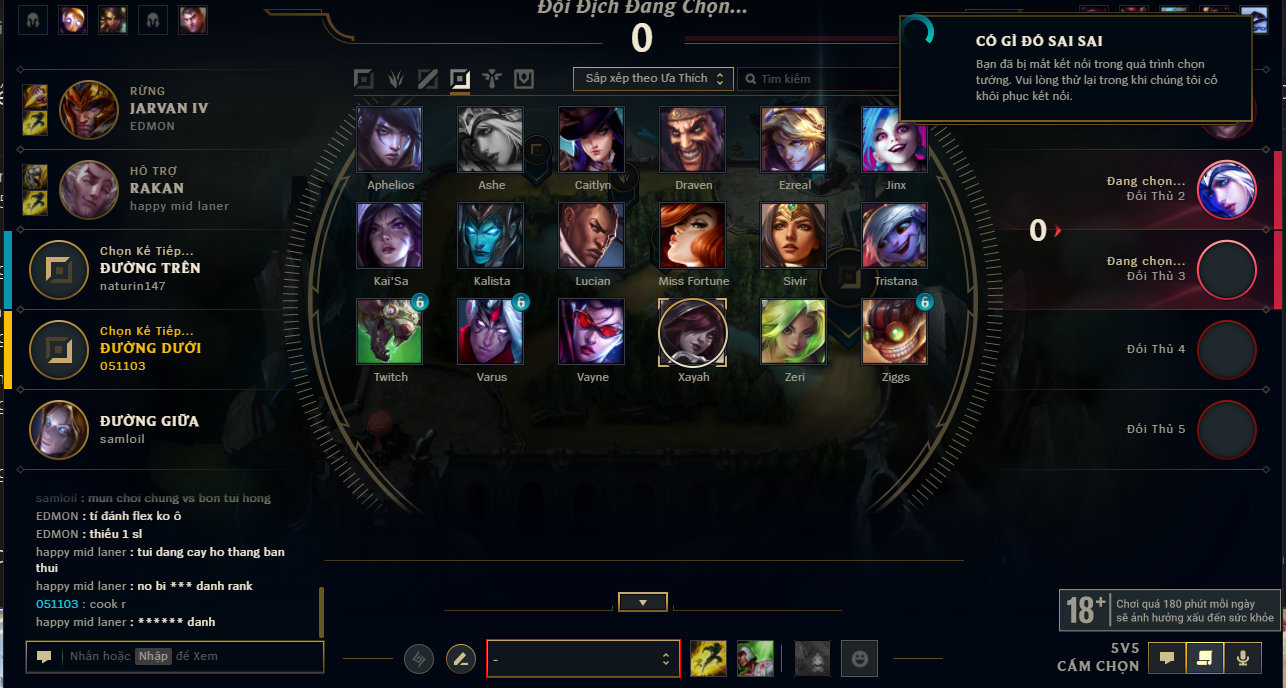 Đội Địch Đang Chọn...
0
CÓ GÌ ĐÓ SAI SAI
Bạn đã bị mất kết nối trong quá trình chọn
tướng. Vui lòng thử lại trong khi chúng tôi cố
khôi phục kết nối.
Sắp xếp theo Ưa Thích
Tìm kiếm
RỪNG
JARVAN IV
EDMON
HỖ TRỢ
RAKAN
happy mid laner
Chọn Kế Tiếp...
ĐƯỜNG TRÊN
naturin147
Chọn Kế Tiếp...
ĐƯỜNG DƯỚI
051103
ĐƯỜNG GIỮA
samloil
Aphelios
Ashe
Caitlyn
Draven
Ezreal
Jinx
Kai'Sa
Kalista
Lucian
Miss Fortune
Sivir
Tristana
6
6
6
Twitch
Varus
Vayne
Xayah
Zeri
Ziggs
Đang chọn...
Đối Thủ 2
0
Đang chọn...
Đối Thủ 3
Đối Thủ 4
Đối Thủ 5
samloil : mun choi chung vs bon tui hong
EDMON : tí đánh flex ko ô
EDMON : thiếu 1 sl
happy mid laner : tui dang cay ho thang ban
thui
happy mid laner : no bi *** danh rank
051103 : cook r
happy mid laner : ****** danh
Nhấn hoặc Nhập để Xem
-
18+
Chơi quá 180 phút mỗi ngày
sẽ ảnh hưởng xấu đến sức khỏe
5V5
CẤM CHỌN